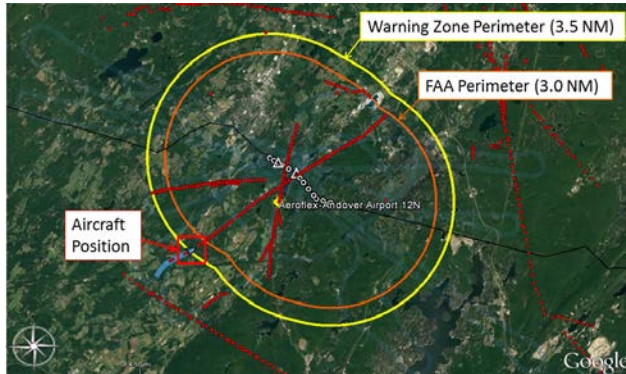 Warning Zone Perimeter (3.5 NM)
FAA Perimeter (3.0 NM)
Aeroflex-Andover Airport 12N
Aircraft
Position
Google